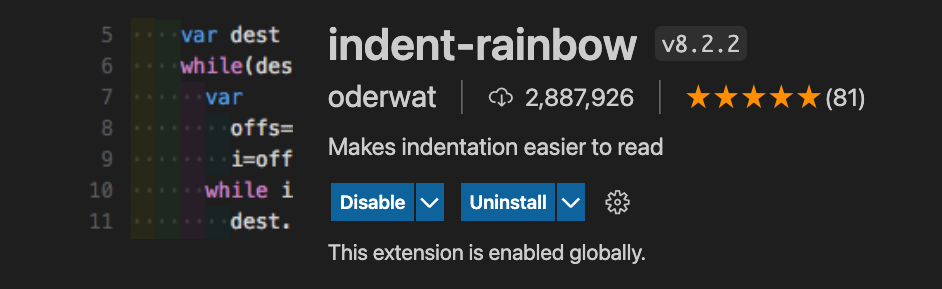 5 ····var dest
6 ····while(des
7 ······var
8 ········offs=
9 ········i=off
10 ······while i
11 ········dest.
indent-rainbow v8.2.2
oderwat 2,887,926 ★★★★★(81)
Makes indentation easier to read
Disable Uninstall
This extension is enabled globally.